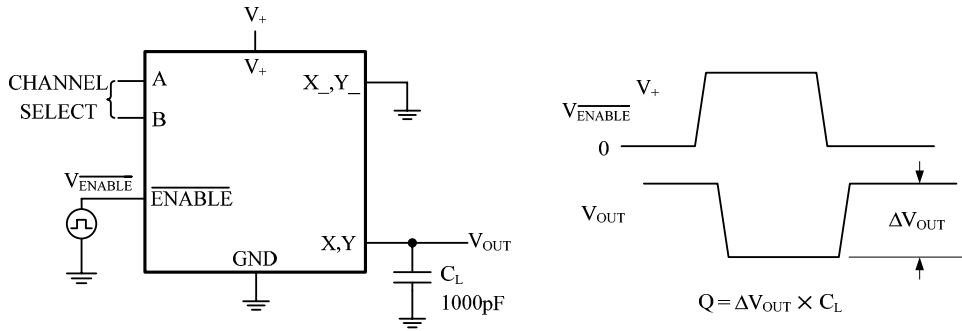 V+
V+
CHANNEL
SELECT
A
B
X_,Y_
VENABLE
ENABLE
X,Y
VOUT
GND
CL
1000pF
V+
VENABLE
0
VOUT
ΔVOUT
Q = ΔVOUT × CL